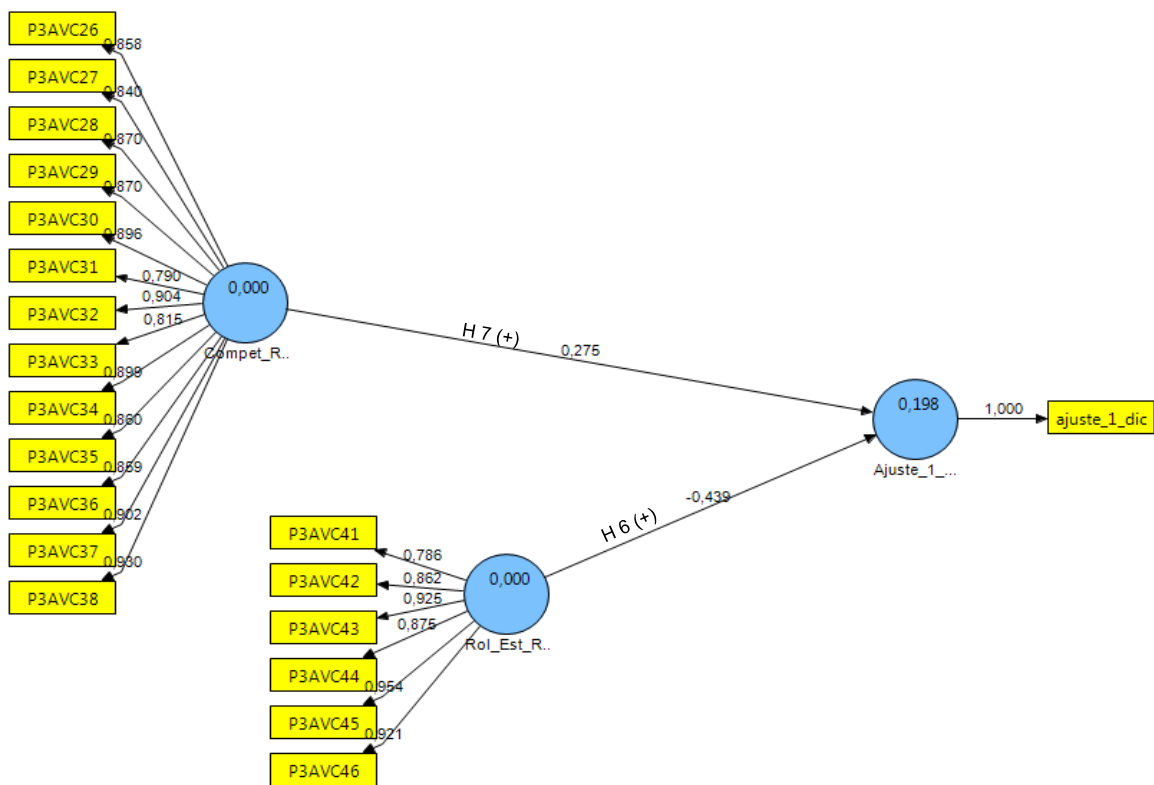 P3AVC26
0,858
P3AVC27
0,840
P3AVC28
0,870
P3AVC29
0,870
P3AVC30
0,896
P3AVC31
0,790
0,904
P3AVC32
0,815
P3AVC33
0,899
P3AVC34
0,860
P3AVC35
0,859
P3AVC36
0,902
P3AVC37
0,930
P3AVC38
0,000
Compet_R..
H 7 (+)
0,275
0,198
Ajuste_1_...
1,000
ajuste_1_dic
-0,439
H 6 (+)
P3AVC41
0,786
P3AVC42
0,862
0,925
P3AVC43
0,875
P3AVC44
0,954
P3AVC45
0,921
P3AVC46
0,000
Rol_Est_R..